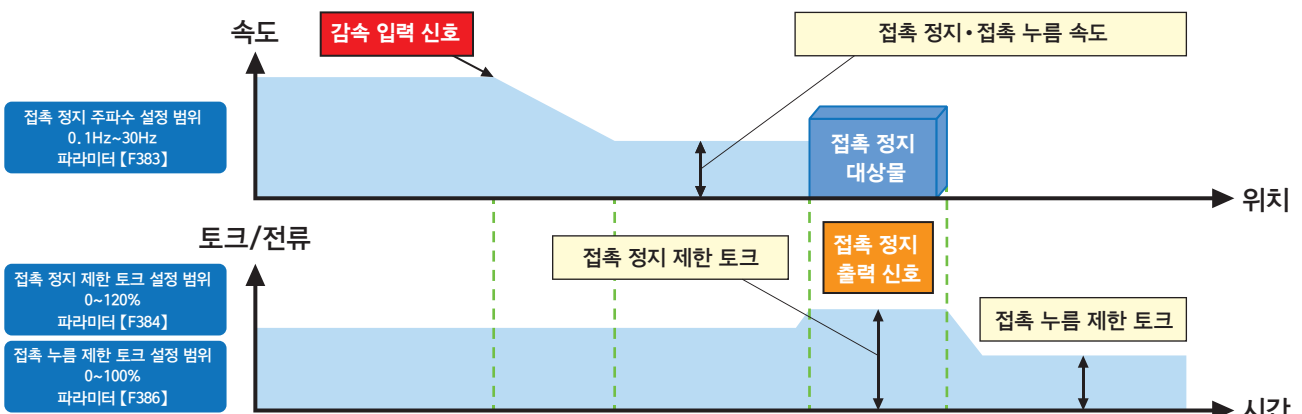 속도
감속 입력 신호
접촉 정지•접촉 누름 속도
접촉 정지 주파수 설정 범위
0.1Hz~30Hz
파라미터【F383】
접촉 정지
대상물
위치
토크/전류
접촉 정지 제한 토크
접촉 정지
출력 신호
접촉 정지 제한 토크 설정 범위
0~120%
파라미터【F384】
접촉 누름 제한 토크
접촉 누름 제한 토크 설정 범위
0~100%
파라미터【F386】
시간